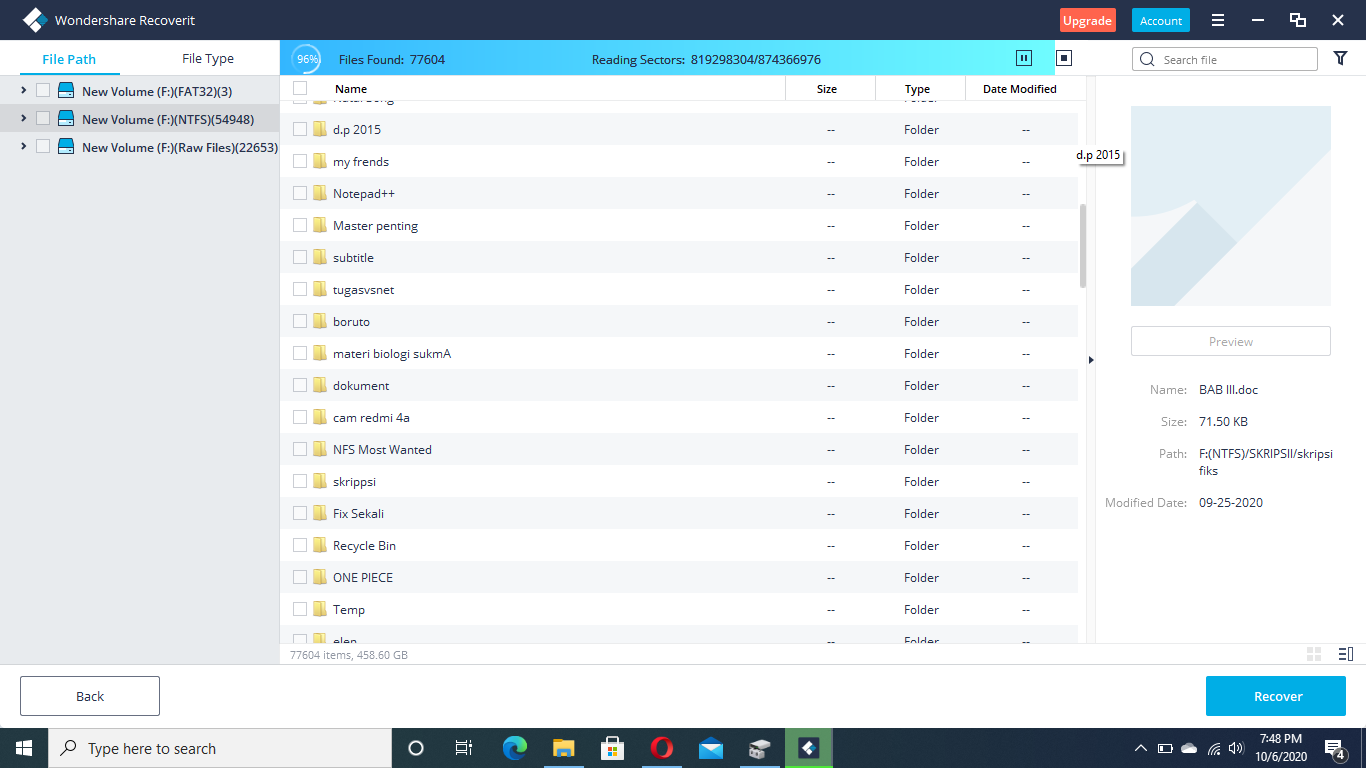 Wondershare Recoverit
Upgrade
Account
File Path
File Type
96%
Files Found: 77604
Reading Sectors: 819298304/874366976
Search file
New Volume (F:)(FAT32)(3)
New Volume (F:)(NTFS)(54948)
New Volume (F:)(Raw Files)(22653)
Name Size Type Date Modified
d.p 2015 -- Folder --
my frends -- Folder --
Notepad++ -- Folder --
Master penting -- Folder --
subtitle -- Folder --
tugasvsnet -- Folder --
boruto -- Folder --
materi biologi sukmA -- Folder --
dokument -- Folder --
cam redmi 4a -- Folder --
NFS Most Wanted -- Folder --
skrippsi -- Folder --
Fix Sekali -- Folder --
Recycle Bin -- Folder --
ONE PIECE -- Folder --
Temp -- Folder --
elen -- Folder --
77604 items, 458.60 GB
d.p 2015
Preview
Name: BAB III.doc
Size: 71.50 KB
Path: F:(NTFS)/SKRIPSII/skripsi
fiks
Modified Date: 09-25-2020
Back
Recover
Type here to search
7:48 PM
10/6/2020
4